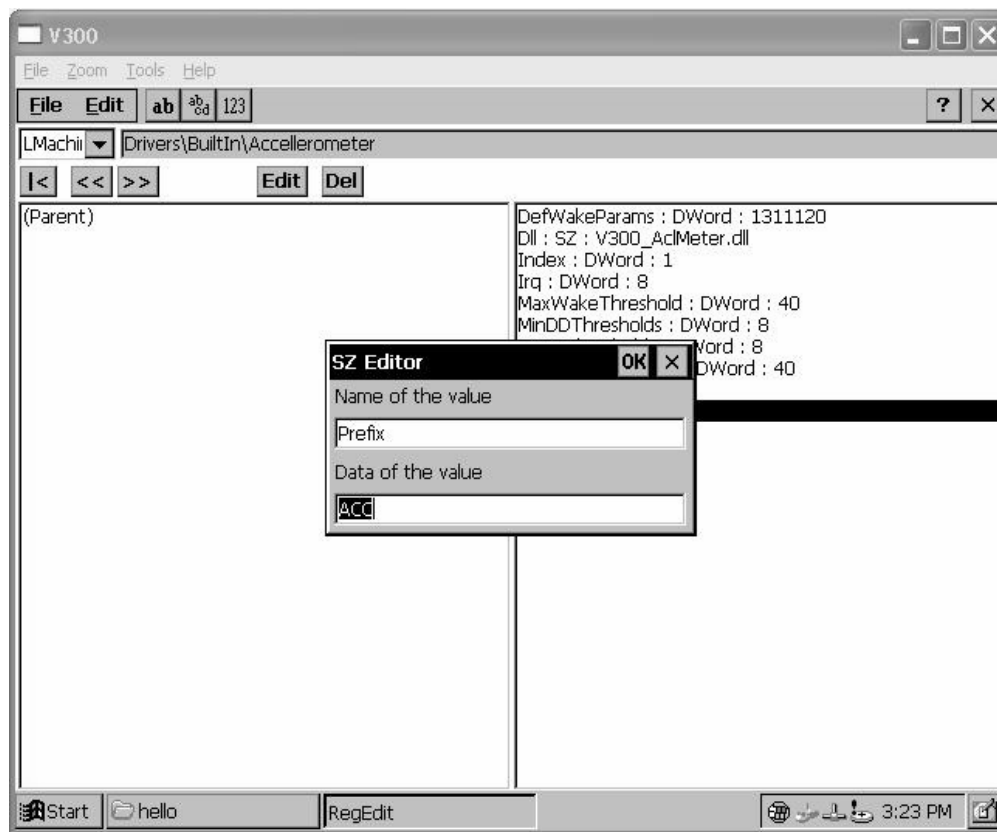 V300
File Zoom Tools Help
File Edit ab ab cd 123 ? ×
LMachii Drivers\BuiltIn\Accellerometer
|< << >> Edit Del
(Parent)
DefWakeParams : DWord : 1311120
Dll : SZ : V300_AclMeter.dll
Index : DWord : 1
Irq : DWord : 8
MaxWakeThreshold : DWord : 40
MinDDThresholds : DWord : 8
Word : 8
DWord : 40
SZ Editor OK ×
Name of the value
Prefix
Data of the value
ACC
Start hello RegEdit 3:23 PM